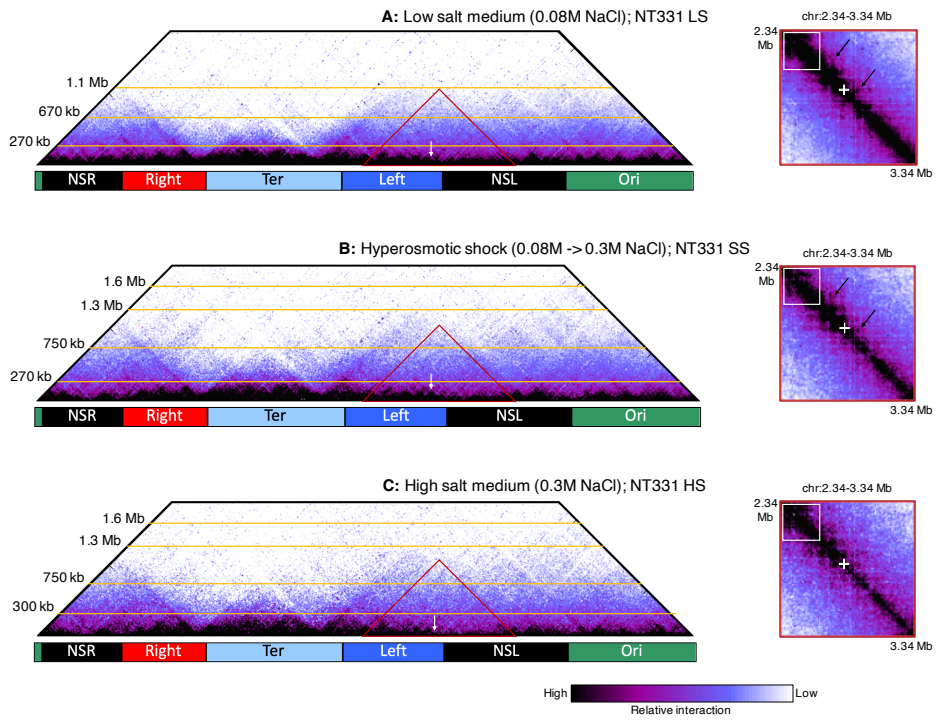 A: Low salt medium (0.08M NaCl); NT331 LS
chr:2.34-3.34 Mb
2.34
Mb
1.1 Mb
670 kb
270 kb
3.34 Mb
NSR Right Ter Left NSL Ori
B: Hyperosmotic shock (0.08M -> 0.3M NaCl); NT331 SS
chr:2.34-3.34 Mb
2.34
Mb
1.6 Mb
1.3 Mb
750 kb
270 kb
3.34 Mb
NSR Right Ter Left NSL Ori
C: High salt medium (0.3M NaCl); NT331 HS
chr:2.34-3.34 Mb
2.34
Mb
1.6 Mb
1.3 Mb
750 kb
300 kb
3.34 Mb
NSR Right Ter Left NSL Ori
High Low
Relative interaction